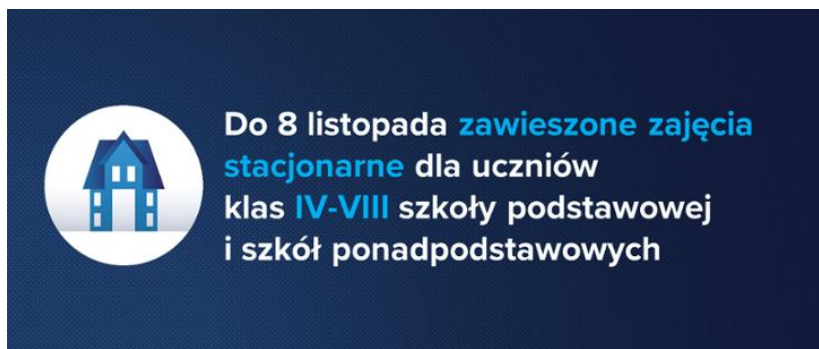 Do 8 listopada zawieszone zajęcia
stacjonarne dla uczniów
klas IV-VIII szkoły podstawowej
i szkół ponadpodstawowych